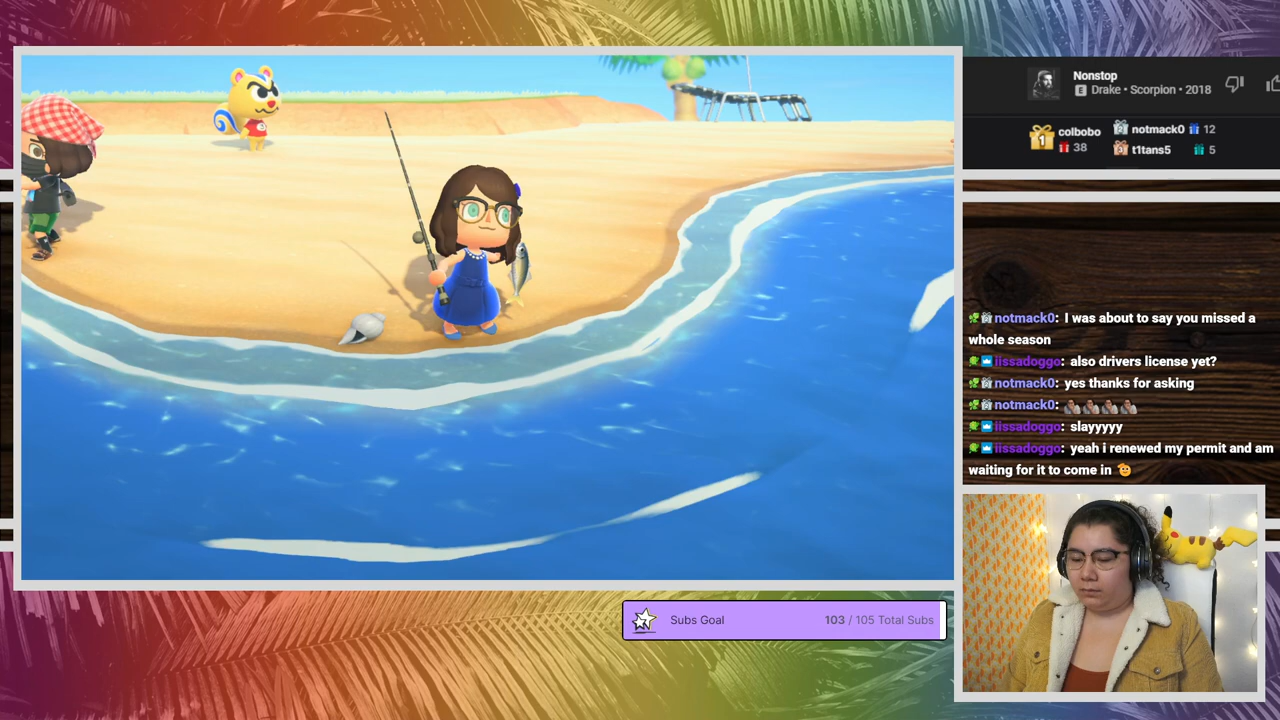 Nonstop
E Drake • Scorpion • 2018
1 colbobo
38
notmack0 12
t1tans5 5
notmack0: I was about to say you missed a
whole season
iissadoggo: also drivers license yet?
notmack0: yes thanks for asking
notmack0:
iissadoggo: slayyyyy
iissadoggo: yeah i renewed my permit and am
waiting for it to come in
Subs Goal 103 / 105 Total Subs